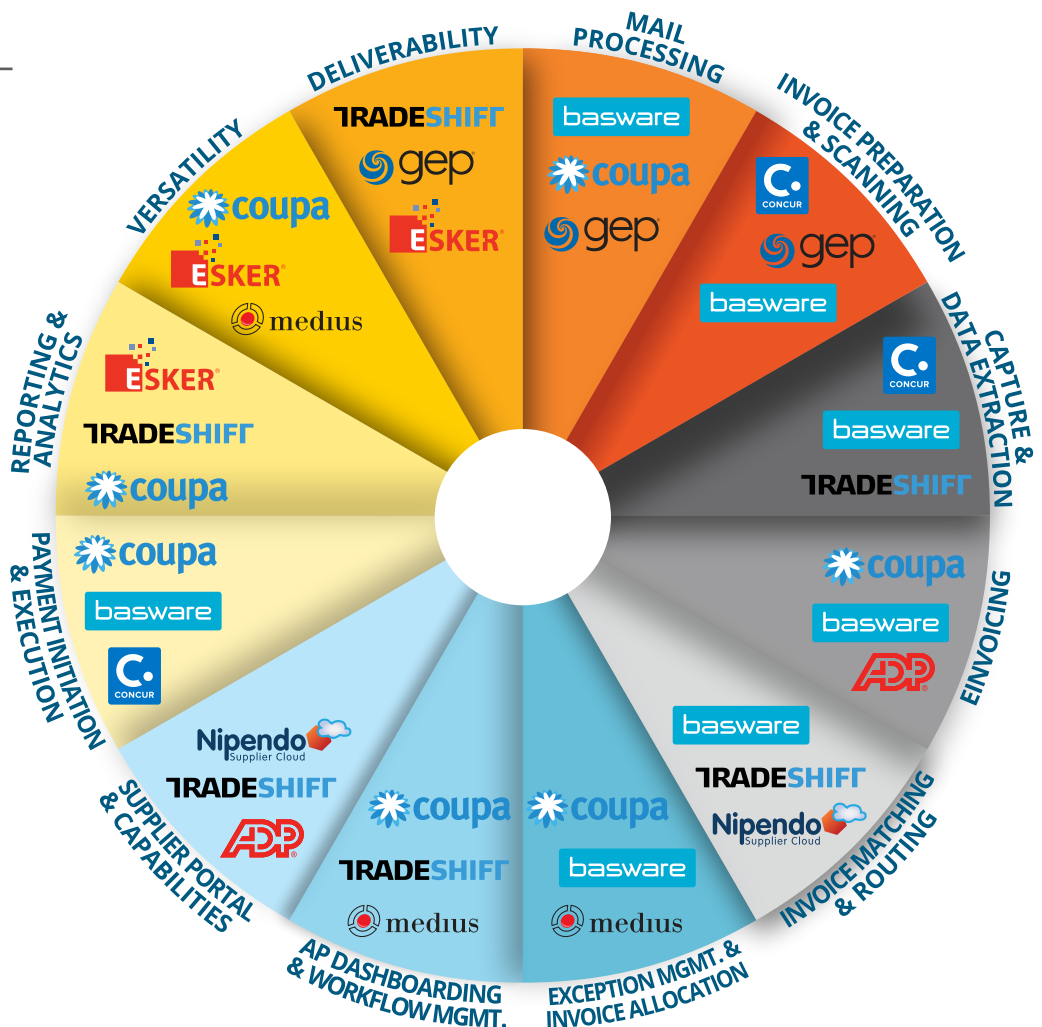 MAIL
PROCESSING
basware
coupa
gep
INVOICE PREPARATION
& SCANNING
C.
CONCUR
gep
basware
CAPTURE &
DATA EXTRACTION
C.
CONCUR
basware
TRADESHIFT
EINVOICING
coupa
basware
ADP
INVOICE MATCHING
& ROUTING
basware
TRADESHIFT
Nipendo
Supplier Cloud
EXCEPTION MGMT. &
INVOICE ALLOCATION
coupa
basware
medius
AP DASHBOARDING
& WORKFLOW MGMT.
coupa
TRADESHIFT
medius
SUPPLIER PORTAL
& CAPABILITIES
Nipendo
Supplier Cloud
TRADESHIFT
ADP
PAYMENT INITIATION
& EXECUTION
coupa
basware
C.
CONCUR
REPORTING &
ANALYTICS
ESKER
TRADESHIFT
coupa
VERSATILITY
coupa
ESKER
medius
DELIVERABILITY
TRADESHIFT
gep
ESKER